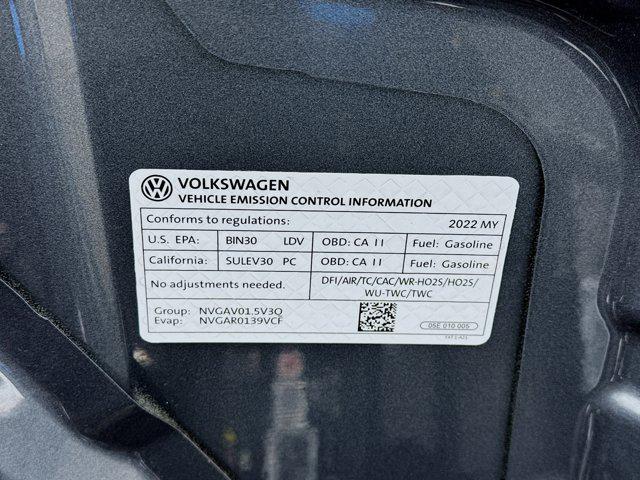 VOLKSWAGEN
VEHICLE EMISSION CONTROL INFORMATION
Conforms to regulations: 2022 MY
U.S. EPA: BIN30 LDV OBD: CA II Fuel: Gasoline
California: SULEV30 PC OBD: CA II Fuel: Gasoline
No adjustments needed. DFI/AIR/TC/CAC/WR-HO2S/HO2S/
WU-TWC/TWC
Group: NVGAV01.5V3Q
Evap: NVGAR0139VCF
05E 010 005